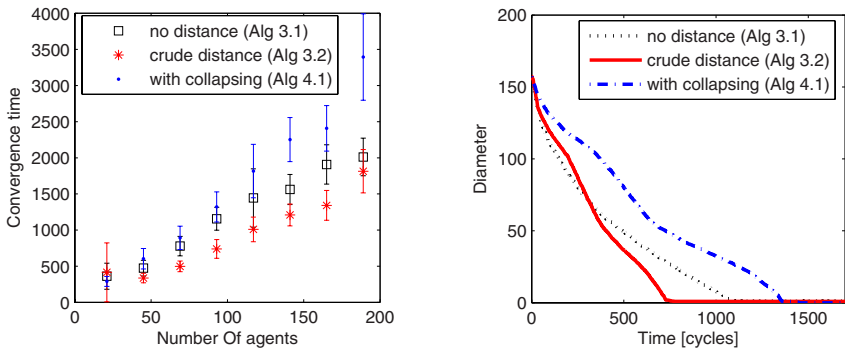 4000
3500
3000
2500
2000
1500
1000
500
0
Convergence time
no distance (Alg 3.1)
crude distance (Alg 3.2)
with collapsing (Alg 4.1)
0
50
100
150
200
Number Of agents
200
150
100
50
0
Diameter
no distance (Alg 3.1)
crude distance (Alg 3.2)
with collapsing (Alg 4.1)
0
500
1000
1500
Time [cycles]